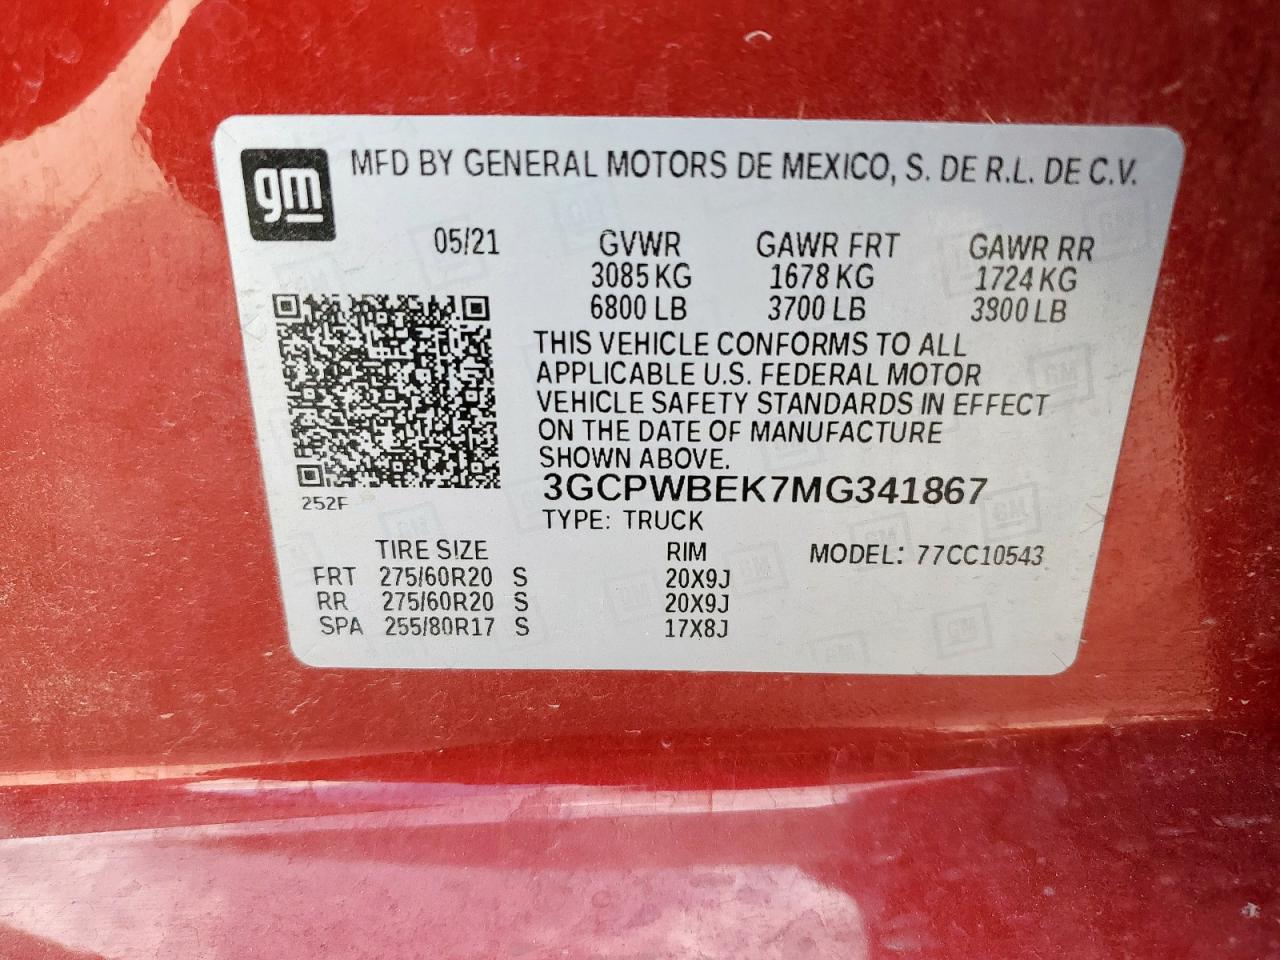 gm
MFD BY GENERAL MOTORS DE MEXICO, S. DE R.L. DE C.V.
05/21 GVWR GAWR FRT GAWR RR
3085 KG 1678 KG 1724 KG
6800 LB 3700 LB 3800 LB
THIS VEHICLE CONFORMS TO ALL
APPLICABLE U.S. FEDERAL MOTOR
VEHICLE SAFETY STANDARDS IN EFFECT
ON THE DATE OF MANUFACTURE
SHOWN ABOVE.
3GCPWBEK7MG341867
252F
TYPE: TRUCK
TIRE SIZE RIM MODEL: 77CC10543
FRT 275/60R20 S 20X9J
RR 275/60R20 S 20X9J
SPA 255/80R17 S 17X8J